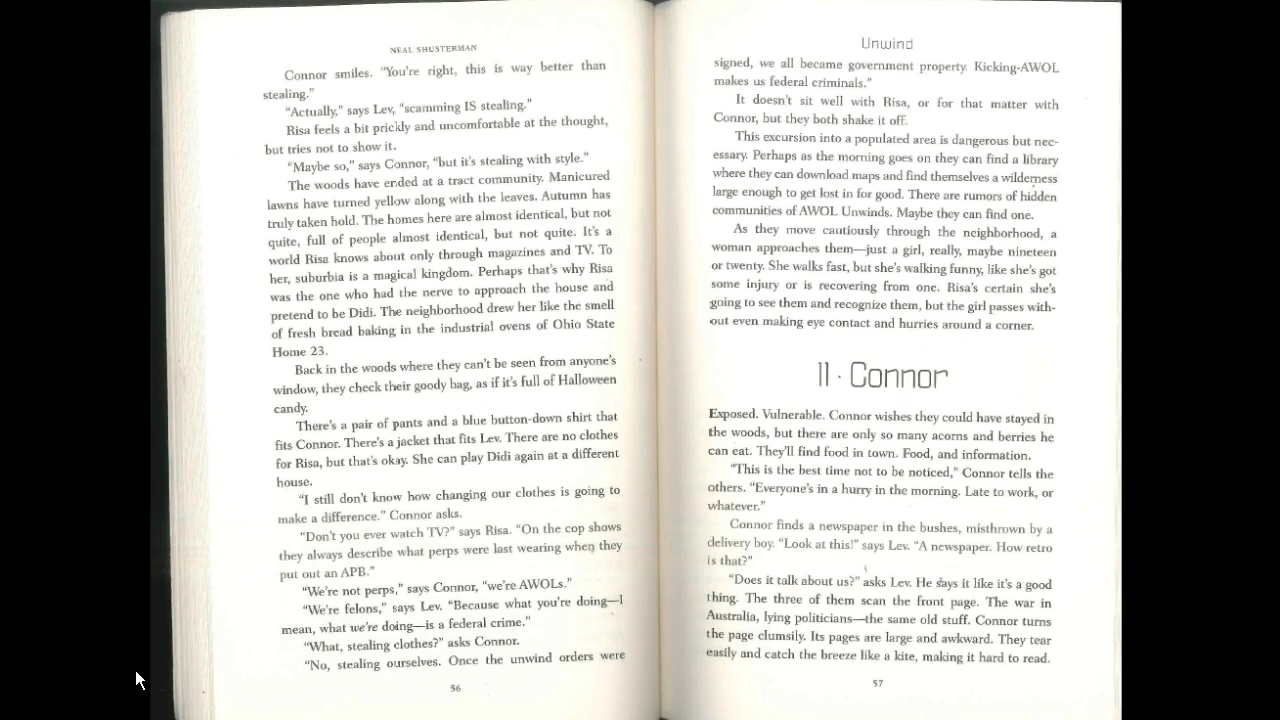 NEAL SHUSTERMAN
Connor smiles. “You’re right, this is way better than
stealing.”
“Actually,” says Lev, “scamming IS stealing.”
Risa feels a bit prickly and uncomfortable at the thought,
but tries not to show it.
“Maybe so,” says Connor, “but it’s stealing with style.”
The woods have ended at a tract community. Manicured
lawns have turned yellow along with the leaves. Autumn has
truly taken hold. The homes here are almost identical, but not
quite, full of people almost identical, but not quite. It’s a
world Risa knows about only through magazines and TV. To
her, suburbia is a magical kingdom. Perhaps that’s why Risa
was the one who had the nerve to approach the house and
pretend to be Didi. The neighborhood drew her like the smell
of fresh bread baking in the industrial ovens of Ohio State
Home 23.
Back in the woods where they can’t be seen from anyone’s
window, they check their goody bag, as if it’s full of Halloween
candy.
There’s a pair of pants and a blue button-down shirt that
fits Connor. There’s a jacket that fits Lev. There are no clothes
for Risa, but that’s okay. She can play Didi again at a different
house.
“I still don’t know how changing our clothes is going to
make a difference.” Connor asks.
“Don’t you ever watch TV?” says Risa. “On the cop shows
they always describe what perps were last wearing when they
put out an APB.”
“We’re not perps,” says Connor, “we’re AWOLs.”
“We’re felons,” says Lev. “Because what you’re doing—I
mean, what we’re doing—is a federal crime.”
“What, stealing clothes?” asks Connor.
“No, stealing ourselves. Once the unwind orders were
56
Unwind
signed, we all became government property. Kicking-AWOL
makes us federal criminals.”
It doesn’t sit well with Risa, or for that matter with
Connor, but they both shake it off.
This excursion into a populated area is dangerous but nec-
essary. Perhaps as the morning goes on they can find a library
where they can download maps and find themselves a wilderness
large enough to get lost in for good. There are rumors of hidden
communities of AWOL Unwinds. Maybe they can find one.
As they move cautiously through the neighborhood, a
woman approaches them—just a girl, really, maybe nineteen
or twenty. She walks fast, but she’s walking funny, like she’s got
some injury or is recovering from one. Risa’s certain she’s
going to see them and recognize them, but the girl passes with-
out even making eye contact and hurries around a corner.
11 · Connor
Exposed. Vulnerable. Connor wishes they could have stayed in
the woods, but there are only so many acorns and berries he
can eat. They’ll find food in town. Food, and information.
“This is the best time not to be noticed,” Connor tells the
others. “Everyone’s in a hurry in the morning. Late to work, or
whatever.”
Connor finds a newspaper in the bushes, misthrown by a
delivery boy. “Look at this!” says Lev. “A newspaper. How retro
is that?”
“Does it talk about us?” asks Lev. He says it like it’s a good
thing. The three of them scan the front page. The war in
Australia, lying politicians—the same old stuff. Connor turns
the page clumsily. Its pages are large and awkward. They tear
easily and catch the breeze like a kite, making it hard to read.
57